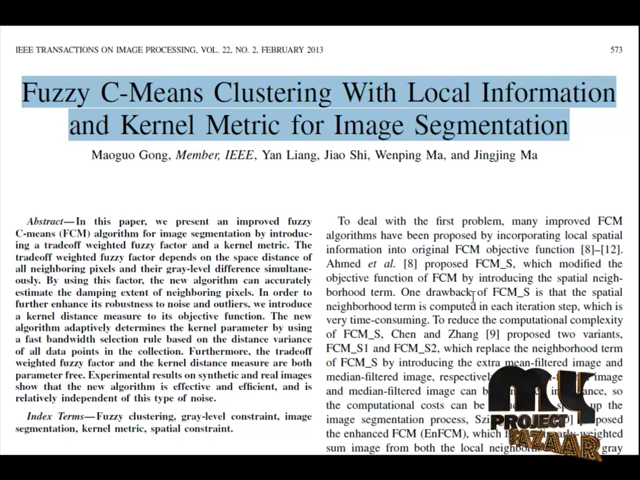 IEEE TRANSACTIONS ON IMAGE PROCESSING, VOL. 22, NO. 2, FEBRUARY 2013 573
Fuzzy C-Means Clustering With Local Information
and Kernel Metric for Image Segmentation
Maoguo Gong, Member, IEEE, Yan Liang, Jiao Shi, Wenping Ma, and Jingjing Ma
Abstract—In this paper, we present an improved fuzzy
C-means (FCM) algorithm for image segmentation by introduc-
ing a tradeoff weighted fuzzy factor and a kernel metric. The
tradeoff weighted fuzzy factor depends on the space distance of
all neighboring pixels and their gray-level difference simultane-
ously. By using this factor, the new algorithm can accurately
estimate the damping extent of neighboring pixels. In order to
further enhance its robustness to noise and outliers, we introduce
a kernel distance measure to its objective function. The new
algorithm adaptively determines the kernel parameter by using
a fast bandwidth selection rule based on the distance variance
of all data points in the collection. Furthermore, the tradeoff
weighted fuzzy factor and the kernel distance measure are both
parameter free. Experimental results on synthetic and real images
show that the new algorithm is effective and efficient, and is
relatively independent of this type of noise.
Index Terms—Fuzzy clustering, gray-level constraint, image
segmentation, kernel metric, spatial constraint.
To deal with the first problem, many improved FCM
algorithms have been proposed by incorporating local spatial
information into original FCM objective function [8]–[12].
Ahmed et al. [8] proposed FCM_S, which modified the
objective function of FCM by introducing the spatial neigh-
borhood term. One drawback of FCM_S is that the spatial
neighborhood term is computed in each iteration step, which is
very time-consuming. To reduce the computational complexity
of FCM_S, Chen and Zhang [9] proposed two variants,
FCM_S1 and FCM_S2, which replace the neighborhood term
of FCM_S by introducing the extra mean-filtered image and
median-filtered image, image
and median-filtered image can so
the computational costs can be up the
image segmentation process,
the enhanced FCM (EnFCM), weighted
sum image from both the local gray
my
PROJECT
BAZAAR